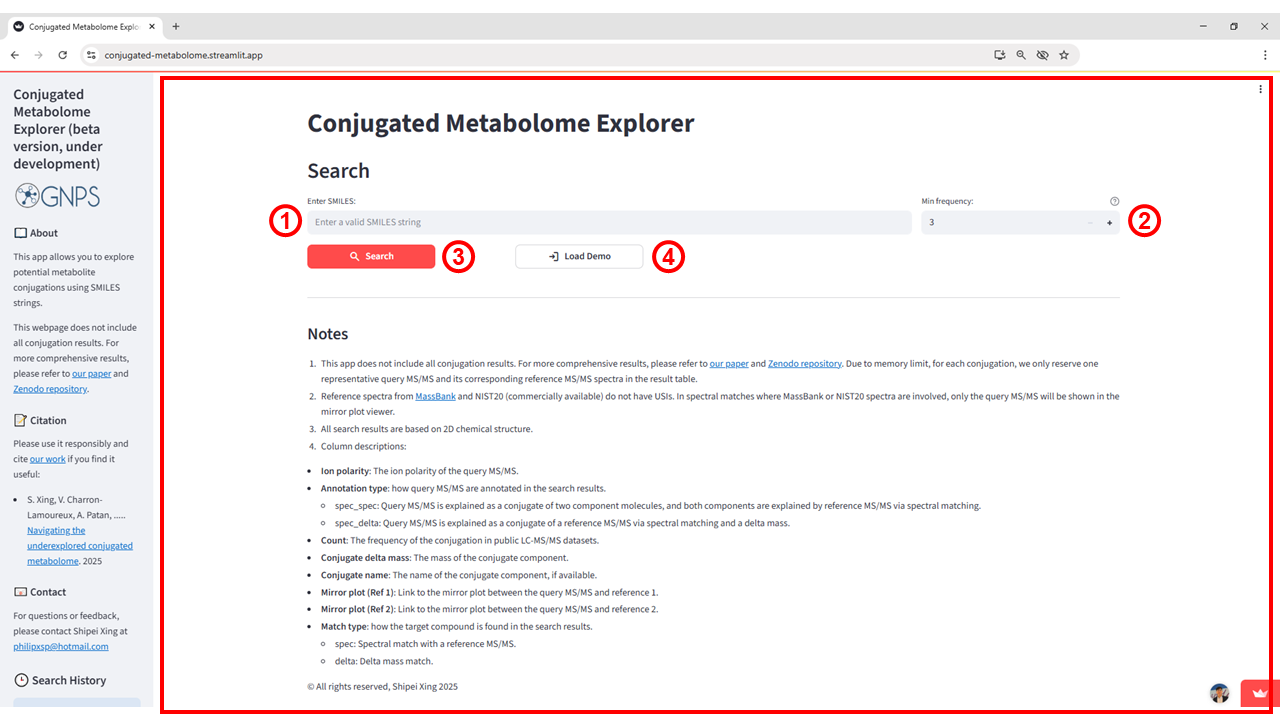 Conjugated Metabolome Explo
conjugated-metabolome.streamlit.app
Conjugated
Metabolome
Explorer (beta
version, under
development)
GNPS
About
This app allows you to explore
potential metabolite
conjugations using SMILES
strings.
This webpage does not include
all conjugation results. For
more comprehensive results,
please refer to our paper and
Zenodo repository.
Citation
Please use it responsibly and
cite our work if you find it
useful:
S. Xing, V. Charron-
Lamoureux, A. Patan, .....
Navigating the
underexplored conjugated
metabolome. 2025
Contact
For questions or feedback,
please contact Shipei Xing at
philipxsp@hotmail.com
Search History
Conjugated Metabolome Explorer
Search
Enter SMILES:
Min frequency:
1
Enter a valid SMILES string
3
2
Search
3
Load Demo
4
Notes
1. This app does not include all conjugation results. For more comprehensive results, please refer to our paper and Zenodo repository. Due to memory limit, for each conjugation, we only reserve one
representative query MS/MS and its corresponding reference MS/MS spectra in the result table.
2. Reference spectra from MassBank and NIST20 (commercially available) do not have USIs. In spectral matches where MassBank or NIST20 spectra are involved, only the query MS/MS will be shown in the
mirror plot viewer.
3. All search results are based on 2D chemical structure.
4. Column descriptions:
Ion polarity: The ion polarity of the query MS/MS.
Annotation type: how query MS/MS are annotated in the search results.
spec_spec: Query MS/MS is explained as a conjugate of two component molecules, and both components are explained by reference MS/MS via spectral matching.
spec_delta: Query MS/MS is explained as a conjugate of a reference MS/MS via spectral matching and a delta mass.
Count: The frequency of the conjugation in public LC-MS/MS datasets.
Conjugate delta mass: The mass of the conjugate component.
Conjugate name: The name of the conjugate component, if available.
Mirror plot (Ref 1): Link to the mirror plot between the query MS/MS and reference 1.
Mirror plot (Ref 2): Link to the mirror plot between the query MS/MS and reference 2.
Match type: how the target compound is found in the search results.
spec: Spectral match with a reference MS/MS.
delta: Delta mass match.
© All rights reserved, Shipei Xing 2025